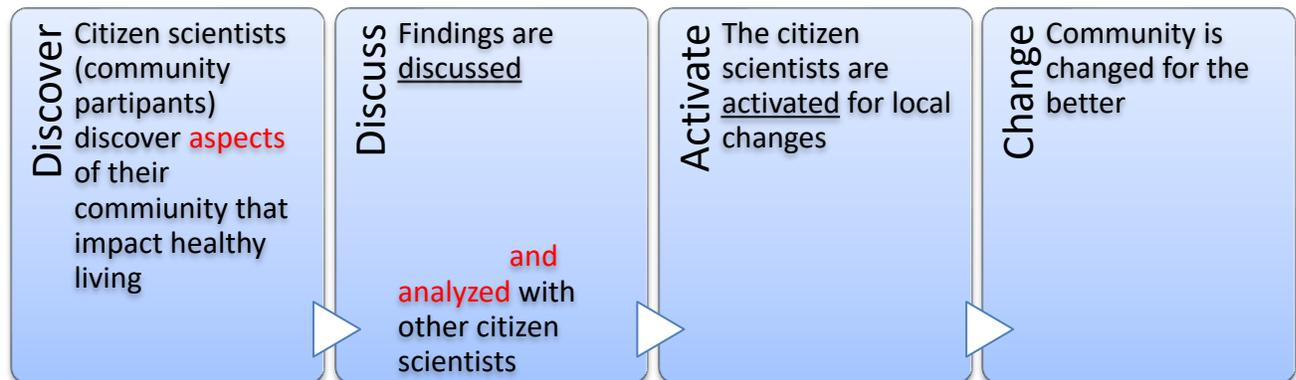 Discover
Citizen scientists
(community
partipants)
discover aspects
of their
commiunity that
impact healthy
living
Discuss
Findings are
discussed
and
analyzed with
other citizen
scientists
Activate
The citizen
scientists are
activated for local
changes
Change
Community is
changed for the
better